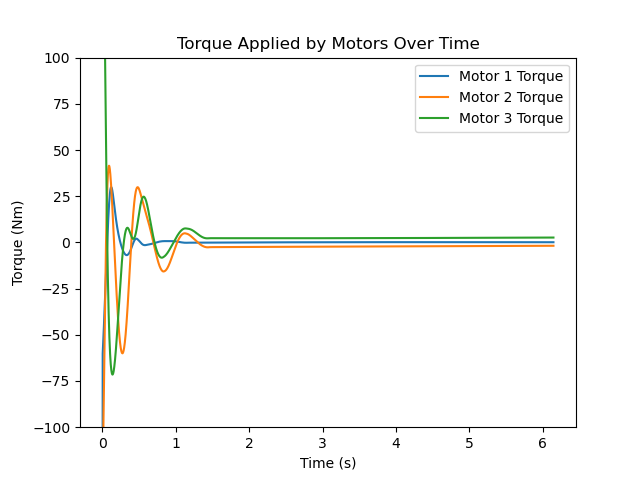 Torque Applied by Motors Over Time
Motor 1 Torque
Motor 2 Torque
Motor 3 Torque
Torque (Nm)
100
75
50
25
0
−25
−50
−75
−100
0 1 2 3 4 5 6
Time (s)